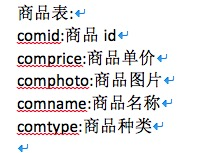 商品表:
comid:商品 id
comprice:商品单价
comphoto:商品图片
comname:商品名称
comtype:商品种类